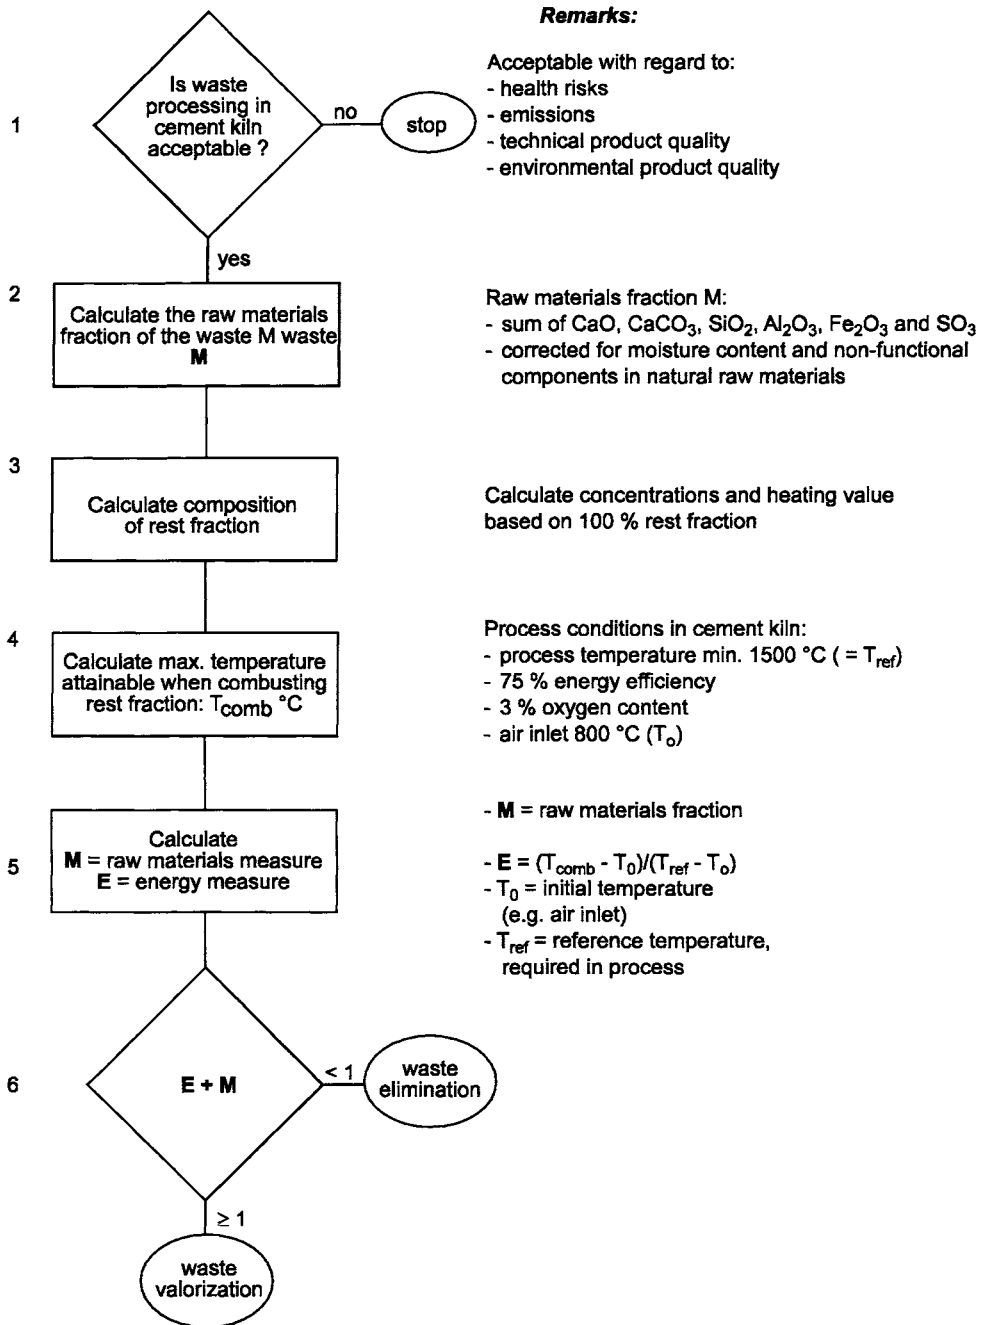 Remarks:
1
Is waste
processing in
cement kiln
acceptable ?
no
stop
Acceptable with regard to:
- health risks
- emissions
- technical product quality
- environmental product quality
yes
2
Calculate the raw materials
fraction of the waste M waste
M
Raw materials fraction M:
- sum of CaO, CaCO₃, SiO₂, Al₂O₃, Fe₂O₃ and SO₃
- corrected for moisture content and non-functional
components in natural raw materials
3
Calculate composition
of rest fraction
Calculate concentrations and heating value
based on 100 % rest fraction
4
Calculate max. temperature
attainable when combusting
rest fraction: Tcomb °C
Process conditions in cement kiln:
- process temperature min. 1500 °C ( = Tref)
- 75 % energy efficiency
- 3 % oxygen content
- air inlet 800 °C (To)
5
Calculate
M = raw materials measure
E = energy measure
- M = raw materials fraction
- E = (Tcomb - T0)/(Tref - To)
- T0 = initial temperature
(e.g. air inlet)
- Tref = reference temperature,
required in process
6
E + M
< 1
waste
elimination
≥ 1
waste
valorization